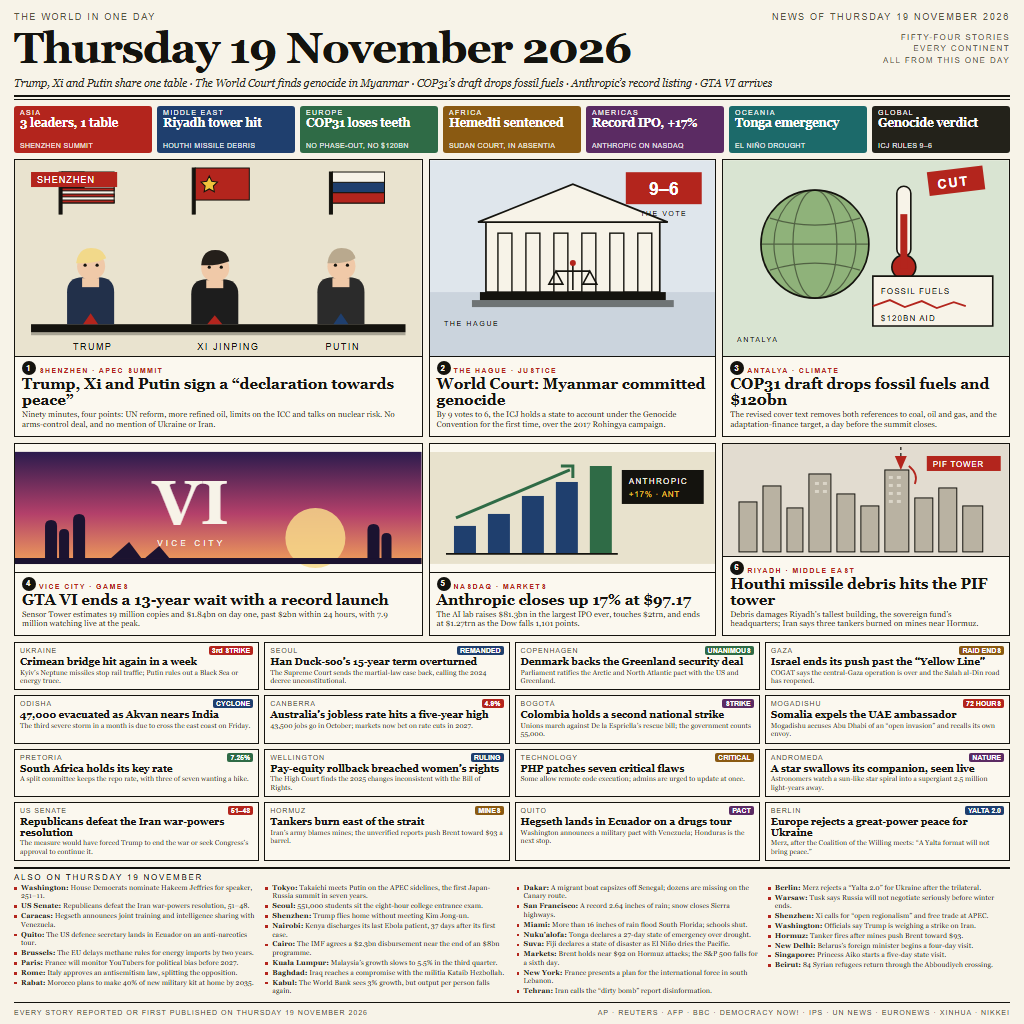 THE WORLD IN ONE DAY
NEWS OF THURSDAY 19 NOVEMBER 2026
Thursday 19 November 2026
FIFTY-FOUR STORIES
EVERY CONTINENT
ALL FROM THIS ONE DAY
Trump, Xi and Putin share one table · The World Court finds genocide in Myanmar · COP31's draft drops fossil fuels · Anthropic's record listing · GTA VI arrives
ASIA
3 leaders, 1 table
SHENZHEN SUMMIT
MIDDLE EAST
Riyadh tower hit
HOUTHI MISSILE DEBRIS
EUROPE
COP31 loses teeth
NO PHASE-OUT, NO $120BN
AFRICA
Hemedti sentenced
SUDAN COURT, IN ABSENTIA
AMERICAS
Record IPO, +17%
ANTHROPIC ON NASDAQ
OCEANIA
Tonga emergency
EL NIÑO DROUGHT
GLOBAL
Genocide verdict
ICJ RULES 9–6
SHENZHEN
TRUMP
XI JINPING
PUTIN
1 SHENZHEN · APEC SUMMIT
Trump, Xi and Putin sign a “declaration towards
peace”
Ninety minutes, four points: UN reform, more refined oil, limits on the ICC and talks on nuclear risk. No
arms-control deal, and no mention of Ukraine or Iran.
9–6
THE VOTE
THE HAGUE
2 THE HAGUE · JUSTICE
World Court: Myanmar committed
genocide
By 9 votes to 6, the ICJ holds a state to account under the Genocide
Convention for the first time, over the 2017 Rohingya campaign.
CUT
FOSSIL FUELS
$120BN AID
ANTALYA
3 ANTALYA · CLIMATE
COP31 draft drops fossil fuels and
$120bn
The revised cover text removes both references to coal, oil and gas, and the
adaptation-finance target, a day before the summit closes.
VI
VICE CITY
4 VICE CITY · GAMES
GTA VI ends a 13-year wait with a record launch
Sensor Tower estimates 19 million copies and $1.84bn on day one, past $2bn within 24 hours, with 7.9
million watching live at the peak.
ANTHROPIC
+17% · ANT
5 NASDAQ · MARKETS
Anthropic closes up 17% at $97.17
The AI lab raises $81.3bn in the largest IPO ever, touches $2trn, and ends
at $1.27trn as the Dow falls 1,101 points.
PIF TOWER
6 RIYADH · MIDDLE EAST
Houthi missile debris hits the PIF
tower
Debris damages Riyadh's tallest building, the sovereign fund's
headquarters; Iran says three tankers burned on mines near Hormuz.
UKRAINE
3rd STRIKE
Crimean bridge hit again in a week
Kyiv's Neptune missiles stop rail traffic; Putin rules out a Black Sea or
energy truce.
SEOUL
REMANDED
Han Duck-soo's 15-year term overturned
The Supreme Court sends the martial-law case back, calling the 2024
decree unconstitutional.
COPENHAGEN
UNANIMOUS
Denmark backs the Greenland security deal
Parliament ratifies the Arctic and North Atlantic pact with the US and
Greenland.
GAZA
RAID ENDS
Israel ends its push past the “Yellow Line”
COGAT says the central-Gaza operation is over and the Salah al-Din road
has reopened.
ODISHA
CYCLONE
47,000 evacuated as Akvan nears India
The third severe storm in a month is due to cross the east coast on Friday.
CANBERRA
4.9%
Australia's jobless rate hits a five-year high
43,500 jobs go in October; markets now bet on rate cuts in 2027.
BOGOTÁ
STRIKE
Colombia holds a second national strike
Unions march against De la Espriella's rescue bill; the government counts
55,000.
MOGADISHU
72 HOURS
Somalia expels the UAE ambassador
Mogadishu accuses Abu Dhabi of an “open invasion” and recalls its own
envoy.
PRETORIA
7.25%
South Africa holds its key rate
A split committee keeps the repo rate, with three of seven wanting a hike.
WELLINGTON
RULING
Pay-equity rollback breached women's rights
The High Court finds the 2025 changes inconsistent with the Bill of
Rights.
TECHNOLOGY
CRITICAL
PHP patches seven critical flaws
Some allow remote code execution; admins are urged to update at once.
ANDROMEDA
NATURE
A star swallows its companion, seen live
Astronomers watch a sun-like star spiral into a supergiant 2.5 million
light-years away.
US SENATE
51–48
Republicans defeat the Iran war-powers
resolution
The measure would have forced Trump to end the war or seek Congress's
approval to continue it.
HORMUZ
MINES
Tankers burn east of the strait
Iran's army blames mines; the unverified reports push Brent toward $93 a
barrel.
QUITO
PACT
Hegseth lands in Ecuador on a drugs tour
Washington announces a military pact with Venezuela; Honduras is the
next stop.
BERLIN
YALTA 2.0
Europe rejects a great-power peace for
Ukraine
Merz, after the Coalition of the Willing meets: “A Yalta format will not
bring peace.”
ALSO ON THURSDAY 19 NOVEMBER
Washington: House Democrats nominate Hakeem Jeffries for speaker,
251–11.
US Senate: Republicans defeat the Iran war-powers resolution, 51–48.
Caracas: Hegseth announces joint training and intelligence sharing with
Venezuela.
Quito: The US defence secretary lands in Ecuador on an anti-narcotics
tour.
Brussels: The EU delays methane rules for energy imports by two years.
Paris: France will monitor YouTubers for political bias before 2027.
Rome: Italy approves an antisemitism law, splitting the opposition.
Rabat: Morocco plans to make 40% of new military kit at home by 2035.
Tokyo: Takaichi meets Putin on the APEC sidelines, the first Japan-
Russia summit in seven years.
Seoul: 551,000 students sit the eight-hour college entrance exam.
Shenzhen: Trump flies home without meeting Kim Jong-un.
Nairobi: Kenya discharges its last Ebola patient, 37 days after its first
case.
Cairo: The IMF agrees a $2.3bn disbursement near the end of an $8bn
programme.
Kuala Lumpur: Malaysia's growth slows to 5.5% in the third quarter.
Baghdad: Iraq reaches a compromise with the militia Kataib Hezbollah.
Kabul: The World Bank sees 3% growth, but output per person falls
again.
Dakar: A migrant boat capsizes off Senegal; dozens are missing on the
Canary route.
San Francisco: A record 2.64 inches of rain; snow closes Sierra
highways.
Miami: More than 16 inches of rain flood South Florida; schools shut.
Nuku'alofa: Tonga declares a 27-day state of emergency over drought.
Suva: Fiji declares a state of disaster as El Niño dries the Pacific.
Markets: Brent holds near $92 on Hormuz attacks; the S&P 500 falls for
a sixth day.
New York: France presents a plan for the international force in south
Lebanon.
Tehran: Iran calls the “dirty bomb” report disinformation.
Berlin: Merz rejects a “Yalta 2.0” for Ukraine after the trilateral.
Warsaw: Tusk says Russia will not negotiate seriously before winter
ends.
Shenzhen: Xi calls for “open regionalism” and free trade at APEC.
Washington: Officials say Trump is weighing a strike on Iran.
Hormuz: Tanker fires after mines push Brent toward $93.
New Delhi: Belarus's foreign minister begins a four-day visit.
Singapore: Princess Aiko starts a five-day state visit.
Beirut: 84 Syrian refugees return through the Abboudiyeh crossing.
EVERY STORY REPORTED OR FIRST PUBLISHED ON THURSDAY 19 NOVEMBER 2026
AP · REUTERS · AFP · BBC · DEMOCRACY NOW! · IPS · UN NEWS · EURONEWS · XINHUA · NIKKEI